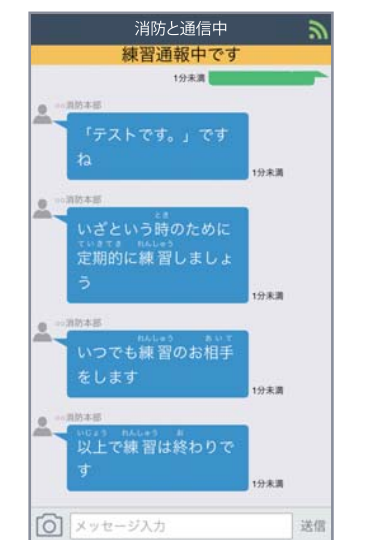 消防と通信中
練習通報中です
1分未満
○○消防本部
「テストです。」です
ね
1分未満
○○消防本部
とき
いざという時のために
ていきてき れんしゅう
定期的に練習しましょ
う
1分未満
○○消防本部
れんしゅう あいて
いつでも練習のお相手
をします
1分未満
○○消防本部
いじょう れんしゅう お
以上で練習は終わりで
す
1分未満
メッセージ入力
送信